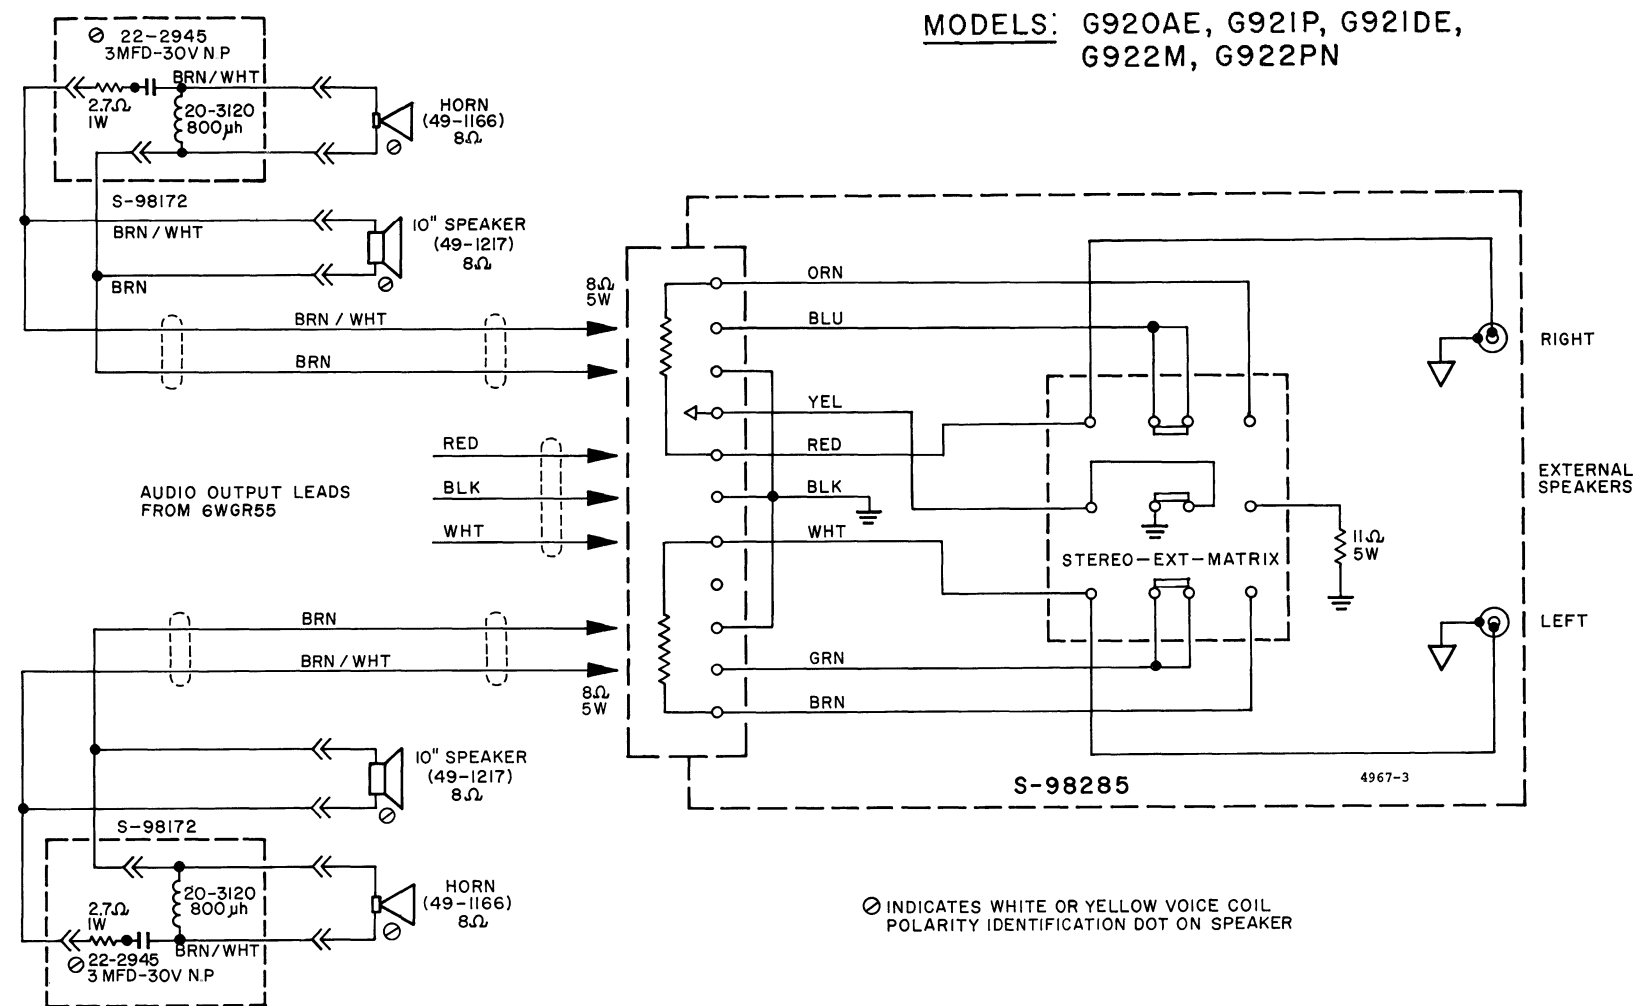 MODELS: G920AE, G921P, G921DE,
G922M, G922PN
22-2945
3MFD-30V N.P
BRN/WHT
2.7Ω
1W
20-3120
800µh
HORN
(49-1166)
8Ω
S-98172
BRN / WHT
10" SPEAKER
(49-1217)
8Ω
BRN
8Ω
5W
BRN / WHT
BRN
ORN
BLU
YEL
RED
BLK
WHT
GRN
BRN
RED
BLK
WHT
AUDIO OUTPUT LEADS
FROM 6WGR55
STEREO-EXT-MATRIX
11Ω
5W
RIGHT
EXTERNAL
SPEAKERS
LEFT
BRN
BRN / WHT
8Ω
5W
10" SPEAKER
(49-1217)
8Ω
S-98285
4967-3
S-98172
20-3120
800µh
2.7Ω
1W
BRN/WHT
22-2945
3 MFD-30V N.P
HORN
(49-1166)
8Ω
INDICATES WHITE OR YELLOW VOICE COIL
POLARITY IDENTIFICATION DOT ON SPEAKER